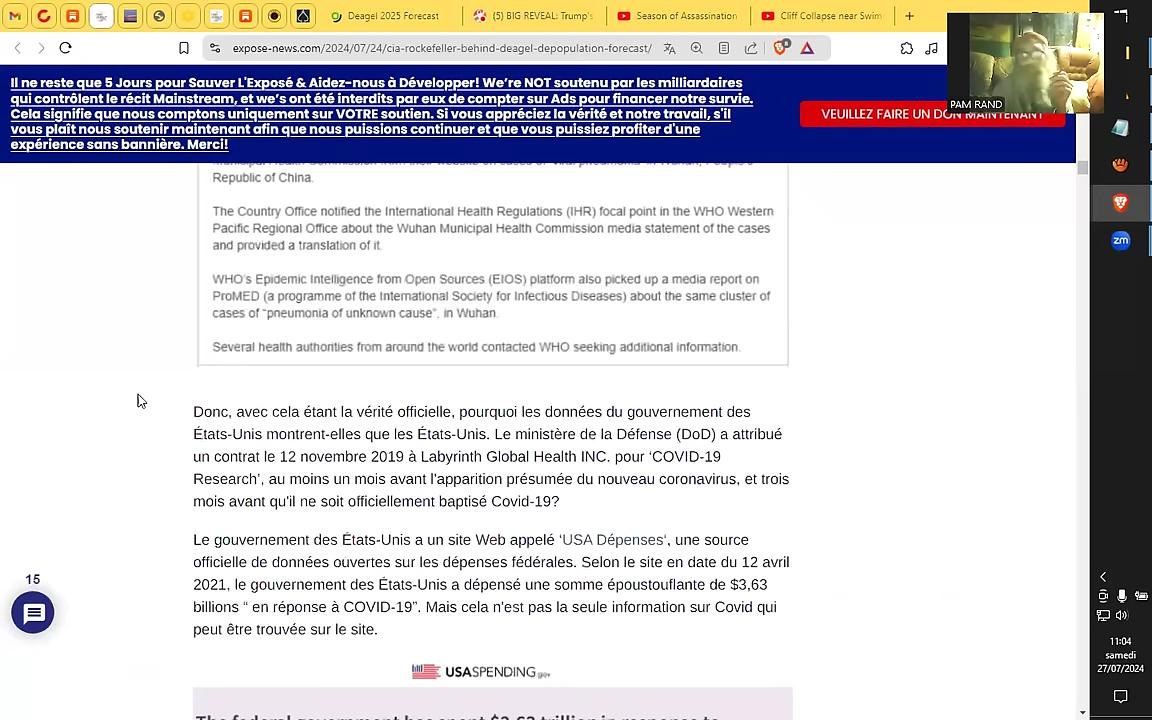 Deagel 2025 Forecast
(5) BIG REVEAL: Trump's
Season of Assassination
Cliff Collapse near Swim
expose-news.com/2024/07/24/cia-rockefeller-behind-deagel-depopulation-forecast/
PAM RAND
Il ne reste que 5 Jours pour Sauver L'Exposé & Aidez-nous à Développer! We're NOT soutenu par les milliardaires
qui contrôlent le récit Mainstream, et we's ont été interdits par eux de compter sur Ads pour financer notre survie.
Cela signifie que nous comptons uniquement sur VOTRE soutien. Si vous appréciez la vérité et notre travail, s'il
vous plaît nous soutenir maintenant afin que nous puissions continuer et que vous puissiez profiter d'une
expérience sans bannière. Merci!
VEUILLEZ FAIRE UN DON MAINTENANT
Republic of China.
The Country Office notified the International Health Regulations (IHR) focal point in the WHO Western
Pacific Regional Office about the Wuhan Municipal Health Commission media statement of the cases
and provided a translation of it.
WHO's Epidemic Intelligence from Open Sources (EIOS) platform also picked up a media report on
ProMED (a programme of the International Society for Infectious Diseases) about the same cluster of
cases of "pneumonia of unknown cause", in Wuhan.
Several health authorities from around the world contacted WHO seeking additional information.
Donc, avec cela étant la vérité officielle, pourquoi les données du gouvernement des
États-Unis montrent-elles que les États-Unis. Le ministère de la Défense (DoD) a attribué
un contrat le 12 novembre 2019 à Labyrinth Global Health INC. pour 'COVID-19
Research', au moins un mois avant l'apparition présumée du nouveau coronavirus, et trois
mois avant qu'il ne soit officiellement baptisé Covid-19?
Le gouvernement des États-Unis a un site Web appelé 'USA Dépenses', une source
officielle de données ouvertes sur les dépenses fédérales. Selon le site en date du 12 avril
2021, le gouvernement des États-Unis a dépensé une somme époustouflante de $3,63
billions " en réponse à COVID-19". Mais cela n'est pas la seule information sur Covid qui
peut être trouvée sur le site.
USASPENDING.gov
The federal government has spent $3.63 trillion in response to
15
zm
11:04
samedi
27/07/2024